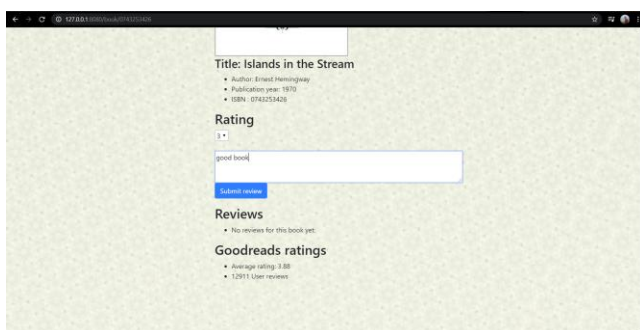 127.0.0.1:8080/book/0743253426
Title: Islands in the Stream
Author: Ernest Hemingway
Publication year: 1970
ISBN : 0743253426
Rating
3
good book
Submit review
Reviews
No reviews for this book yet.
Goodreads ratings
Average rating: 3.88
12911 User reviews